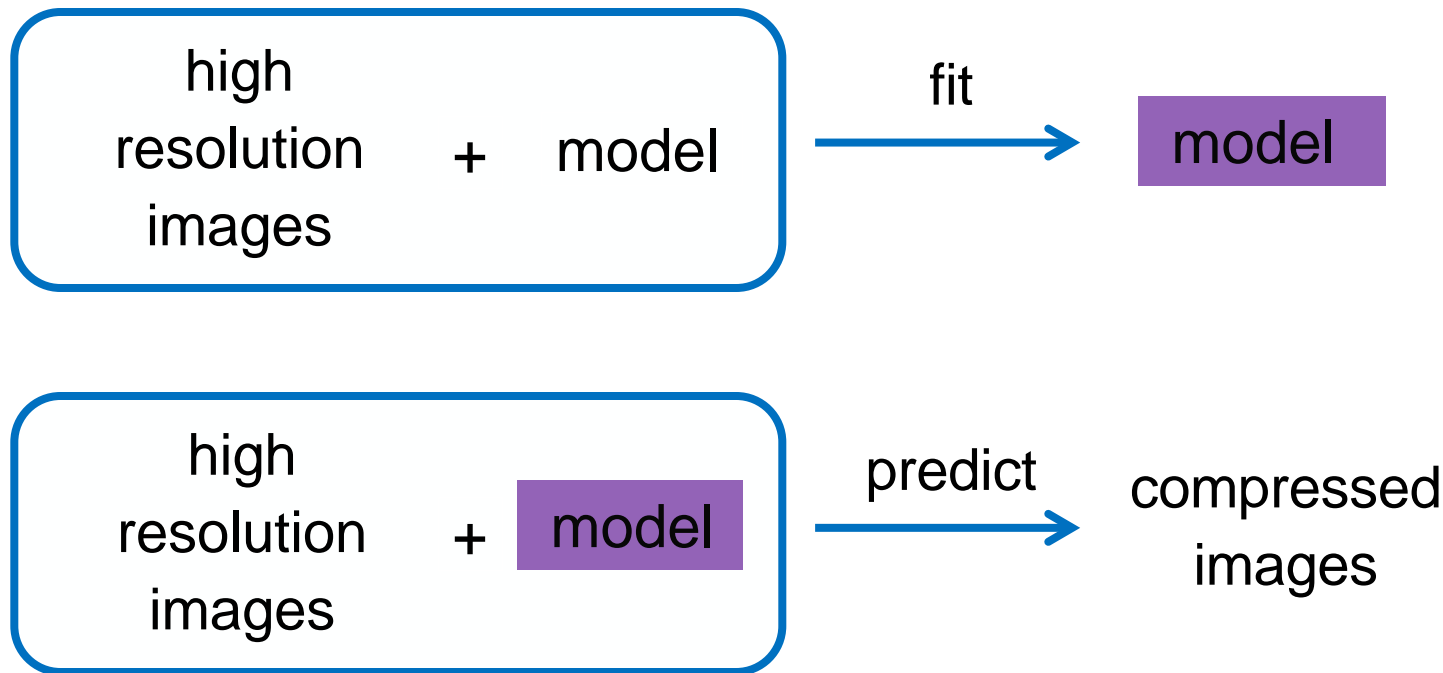 high
resolution
images
+
model
fit
model
high
resolution
images
+
model
predict
compressed
images